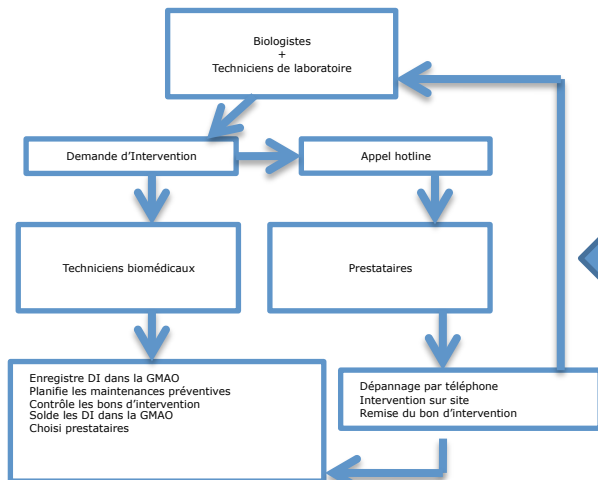 Biologistes
+
Techniciens de laboratoire
Demande d'Intervention
Appel hotline
Techniciens biomédicaux
Prestataires
Enregistre DI dans la GMAO
Planifie les maintenances préventives
Contrôle les bons d'intervention
Solde les DI dans la GMAO
Choisi prestataires
Dépannage par téléphone
Intervention sur site
Remise du bon d'intervention